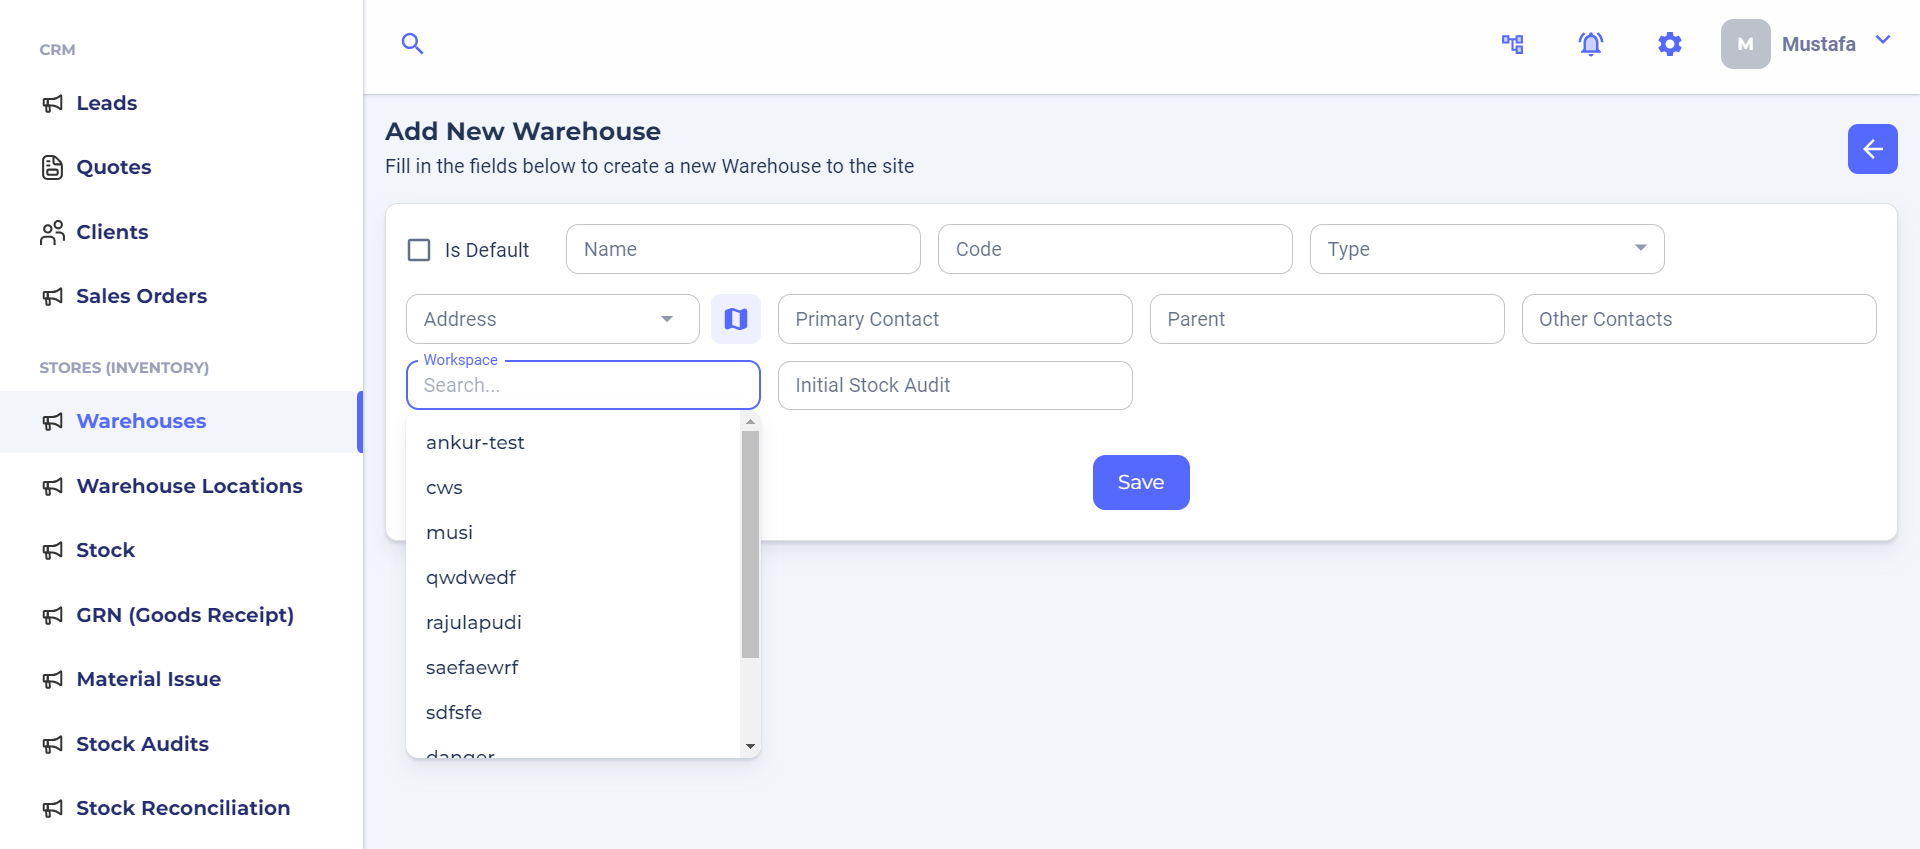 CRM
Leads
Quotes
Clients
Sales Orders
STORES (INVENTORY)
Warehouses
Warehouse Locations
Stock
GRN (Goods Receipt)
Material Issue
Stock Audits
Stock Reconciliation
M Mustafa
Add New Warehouse
Fill in the fields below to create a new Warehouse to the site
Is Default Name Code Type
Address Primary Contact Parent Other Contacts
Workspace
Search... Initial Stock Audit
ankur-test
cws
musi
qwdwedf
rajulapudi
saefaewrf
sdfsfe
danger
Save